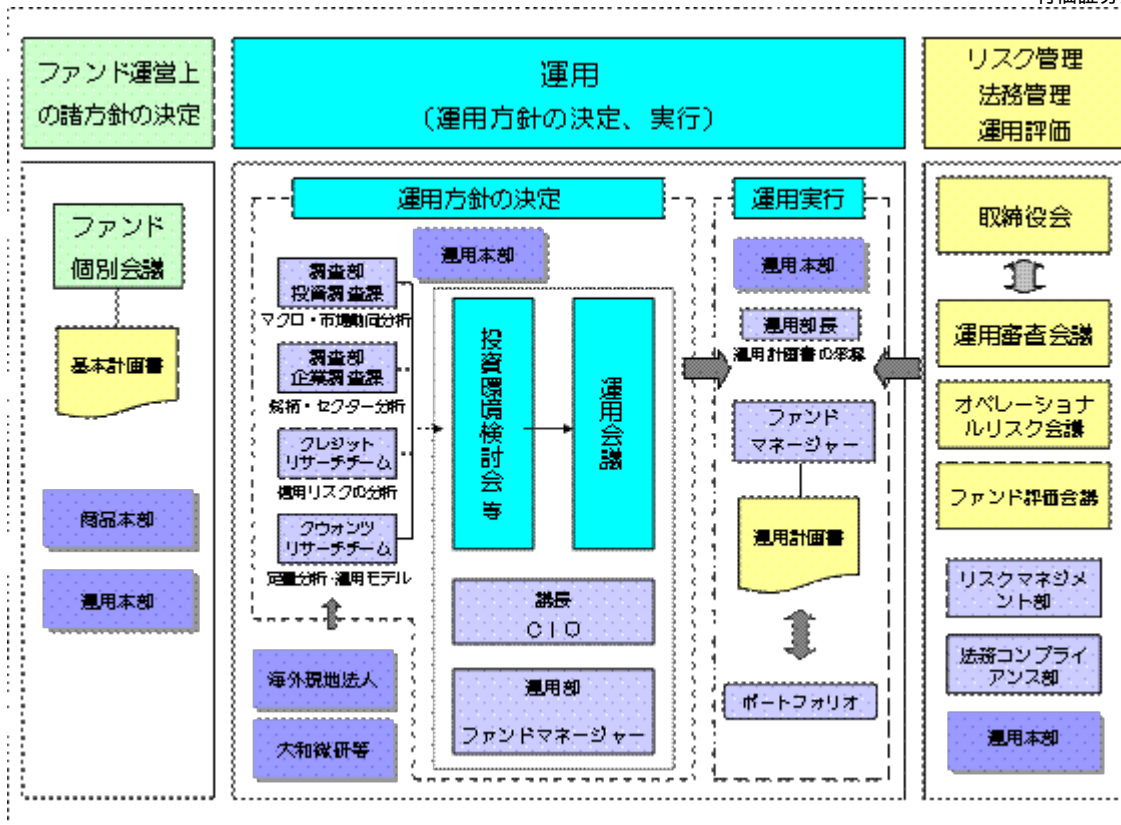 ファンド運営上
の諸方針の決定
運用
（運用方針の決定、実行）
リスク管理
法務管理
運用評価
ファンド
個別会議
基本計画書
商品本部
運用本部
運用方針の決定
運用本部
調査部
投資調査課
マクロ・市場動向分析
調査部
企業調査課
銘柄・セクター分析
クレジット
リサーチチーム
信用リスクの分析
クウォンツ
リサーチチーム
定量分析・運用モデル
海外現地法人
大和総研等
投資環境検討会 等
運用会議
議長
ＣＩＯ
運用部
ファンドマネージャー
運用実行
運用本部
運用部長
運用計画書の承認
ファンド
マネージャー
運用計画書
ポートフォリオ
取締役会
運用審査会議
オペレーショナ
ルリスク会議
ファンド評価会議
リスクマネジメ
ント部
法務コンプライ
アンス部
運用本部